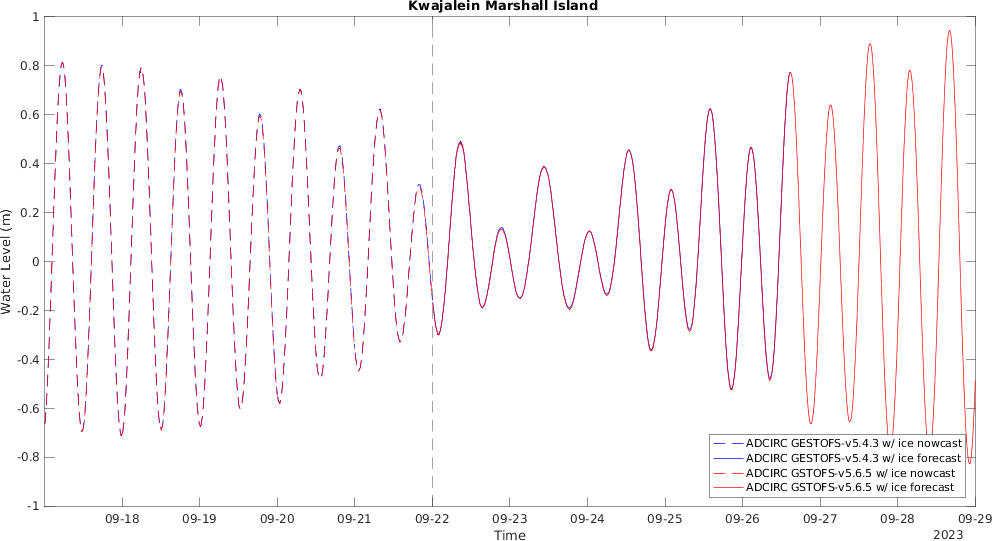 Kwajalein Marshall Island
Water Level (m)
1
0.8
0.6
0.4
0.2
0
-0.2
-0.4
-0.6
-0.8
-1
ADCIRC GESTOFS-v5.4.3 w/ ice nowcast
ADCIRC GESTOFS-v5.4.3 w/ ice forecast
ADCIRC GSTOFS-v5.6.5 w/ ice nowcast
ADCIRC GSTOFS-v5.6.5 w/ ice forecast
09-18 09-19 09-20 09-21 09-22 09-23 09-24 09-25 09-26 09-27 09-28 09-29
Time
2023